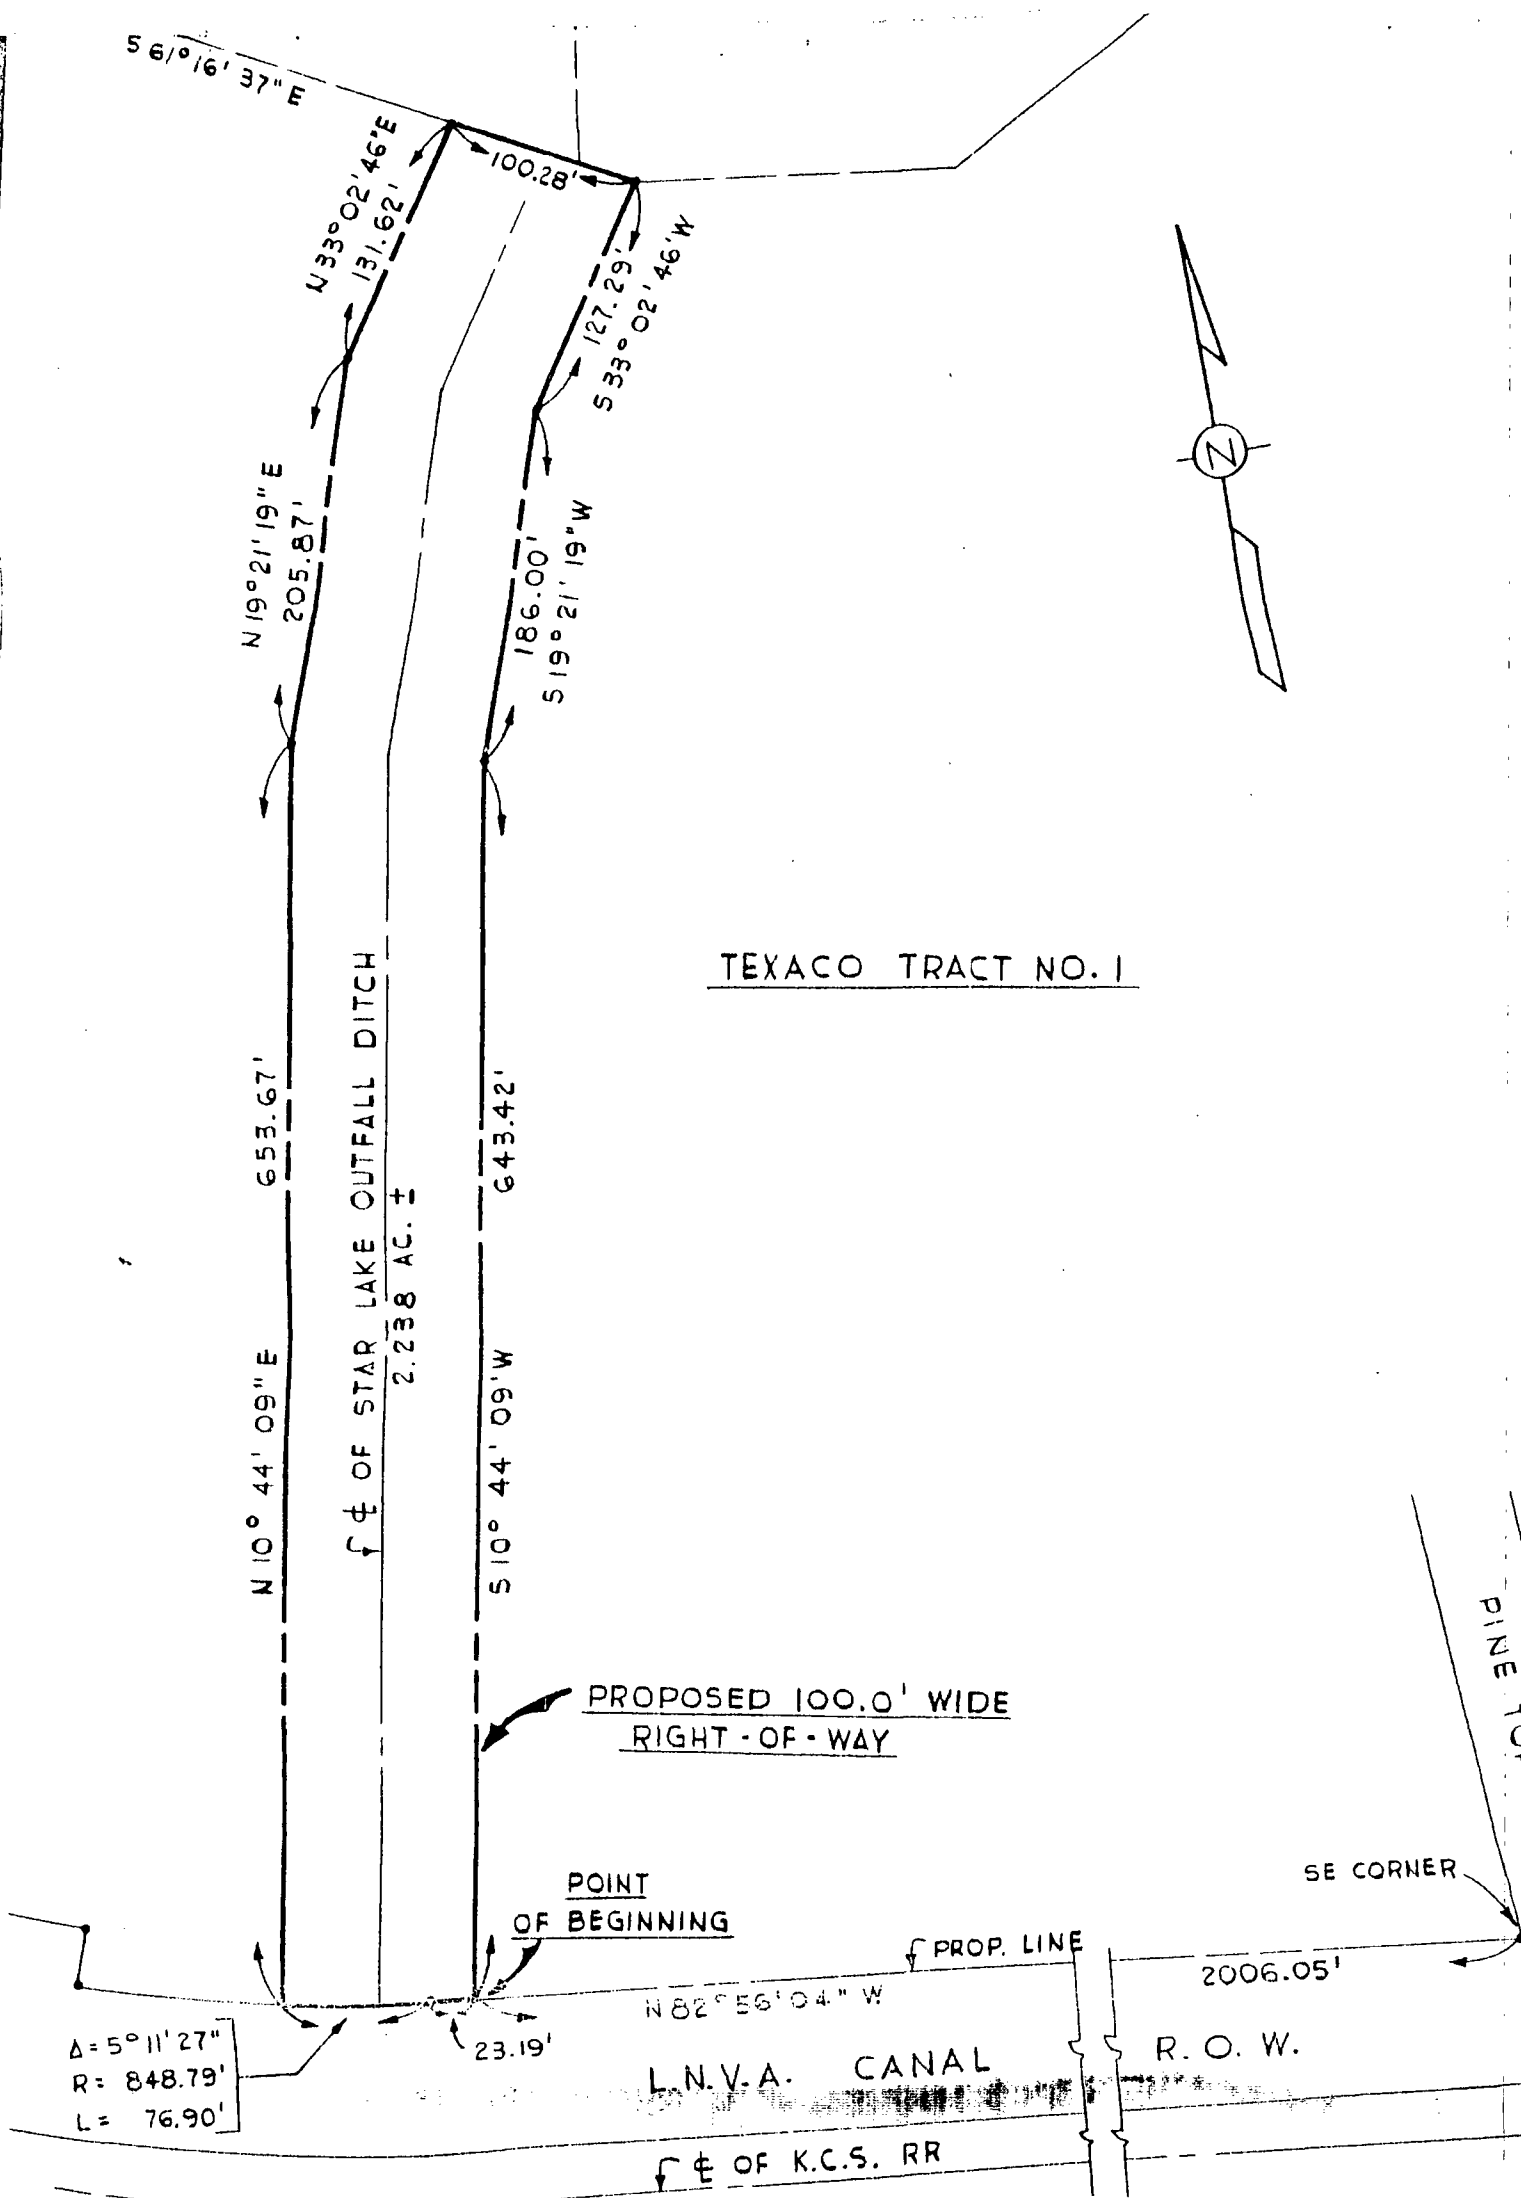 S 61° 16' 37" E
N 33° 02' 46" E
131.62'
100.28'
127.29'
S 33° 02' 46' W
N 19° 21' 19" E
205.87'
186.00'
S 19° 21' 19" W
N
TEXACO TRACT NO. 1
653.67'
N 10° 44' 09" E
℄ OF STAR LAKE OUTFALL DITCH
2.238 AC. ±
643.42'
S 10° 44' 09' W
PROPOSED 100.0' WIDE
RIGHT-OF-WAY
PINE
POINT
OF BEGINNING
SE CORNER
PROP. LINE
2006.05'
N 82° 56' 04" W
23.19'
Δ = 5° 11' 27"
R = 848.79'
L = 76.90'
L.N.V.A. CANAL R.O.W.
℄ OF K.C.S. RR